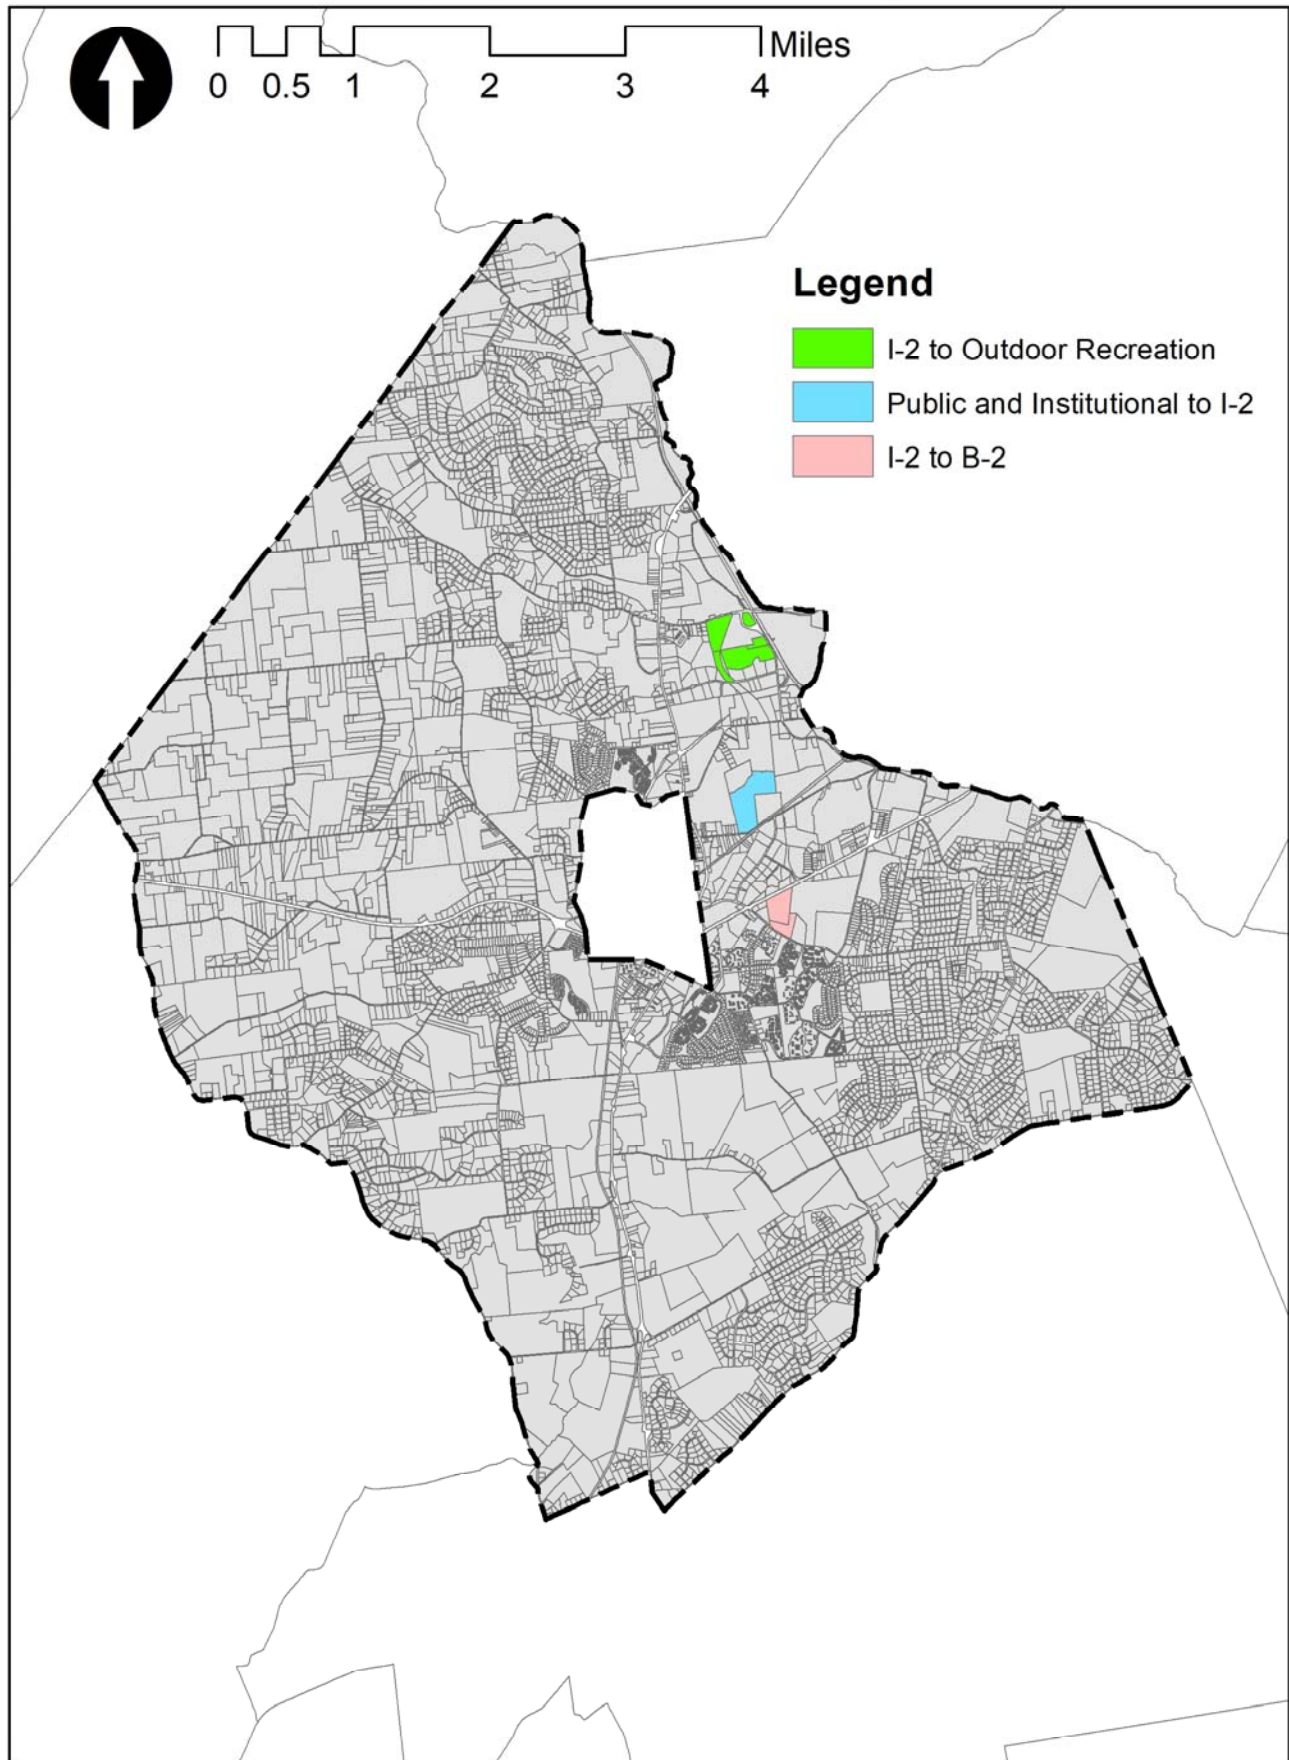 Miles
0 0.5 1 2 3 4
Legend
I-2 to Outdoor Recreation
Public and Institutional to I-2
I-2 to B-2